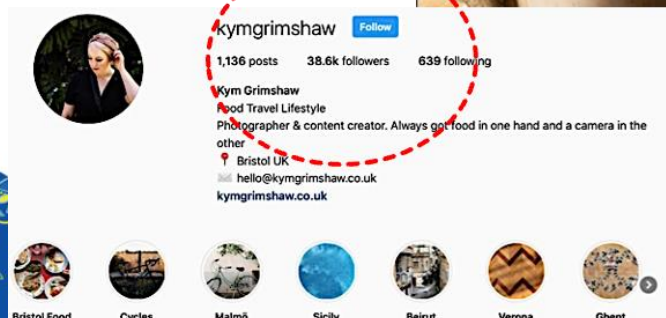 kymgrimshaw Follow
1,136 posts 38.6k followers 639 following
Kym Grimshaw
Food Travel Lifestyle
Photographer & content creator. Always got food in one hand and a camera in the
other
Bristol UK
hello@kymgrimshaw.co.uk
kymgrimshaw.co.uk
Bristol Food Cycles Malmö Sicily Beirut Verona Ghent